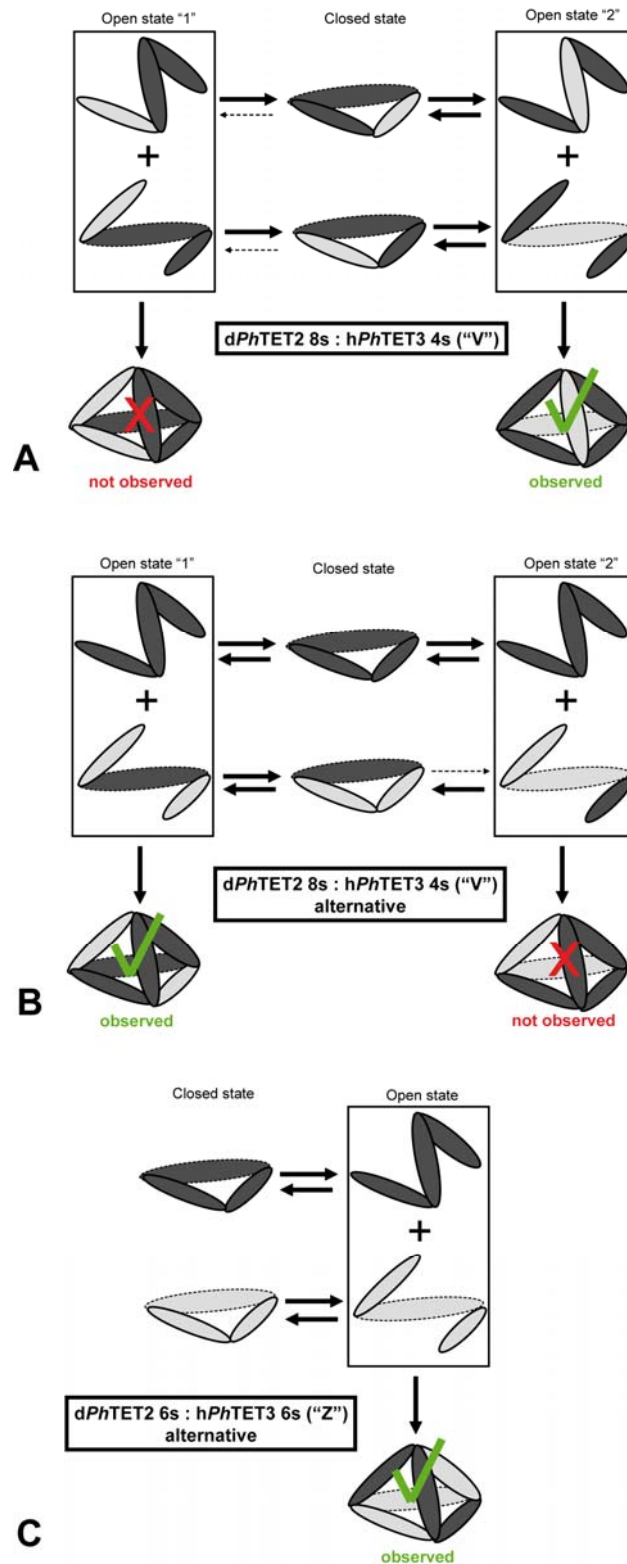 Open state "1" Closed state Open state "2"
+ +
dPhTET2 8s : hPhTET3 4s ("V")
X
A not observed observed
Open state "1" Closed state Open state "2"
+ +
dPhTET2 8s : hPhTET3 4s ("V")
alternative
X
B observed not observed
Closed state Open state
+
dPhTET2 6s : hPhTET3 6s ("Z")
alternative
C observed